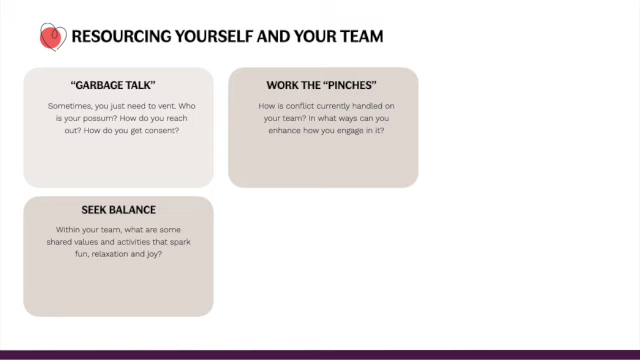 RESOURCING YOURSELF AND YOUR TEAM
“GARBAGE TALK”
Sometimes, you just need to vent. Who
is your possum? How do you reach
out? How do you get consent?
WORK THE “PINCHES”
How is conflict currently handled on
your team? In what ways can you
enhance how you engage in it?
SEEK BALANCE
Within your team, what are some
shared values and activities that spark
fun, relaxation and joy?